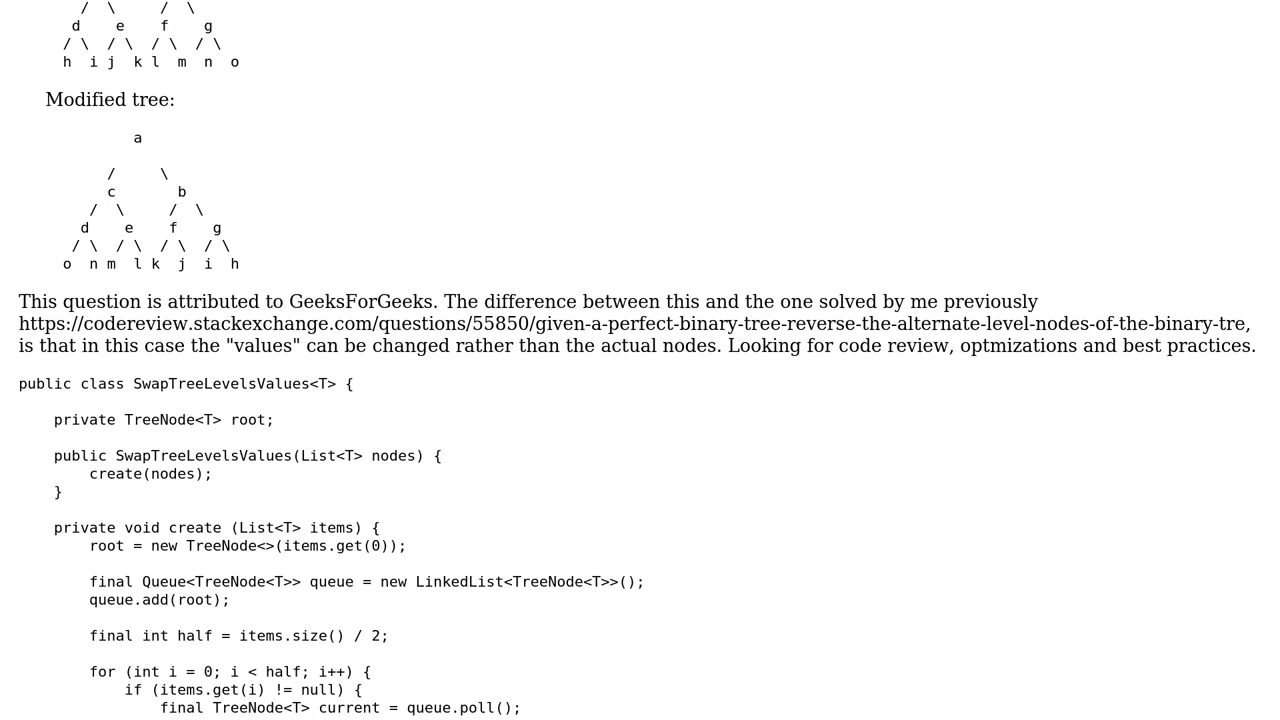 /  \     /  \
       d    e    f    g
      / \  / \  / \  / \
      h  i j  k l  m  n  o
Modified tree:
              a

           /     \
           c       b
         /  \     /  \
        d    e    f    g
       / \  / \  / \  / \
      o  n m  l k  j  i  h
This question is attributed to GeeksForGeeks. The difference between this and the one solved by me previously
https://codereview.stackexchange.com/questions/55850/given-a-perfect-binary-tree-reverse-the-alternate-level-nodes-of-the-binary-tre,
is that in this case the "values" can be changed rather than the actual nodes. Looking for code review, optmizations and best practices.
public class SwapTreeLevelsValues<T> {

    private TreeNode<T> root;

    public SwapTreeLevelsValues(List<T> nodes) {
        create(nodes);
    }

    private void create (List<T> items) {
        root = new TreeNode<>(items.get(0));

        final Queue<TreeNode<T>> queue = new LinkedList<TreeNode<T>>();
        queue.add(root);

        final int half = items.size() / 2;

        for (int i = 0; i < half; i++) {
            if (items.get(i) != null) {
                final TreeNode<T> current = queue.poll();